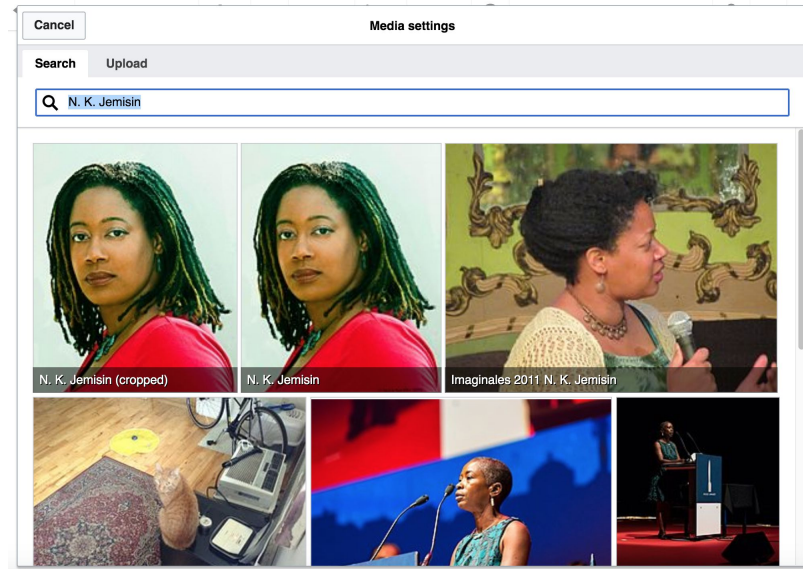 Cancel
Media settings
Search
Upload
N. K. Jemisin
N. K. Jemisin (cropped)
N. K. Jemisin
Imaginales 2011 N. K. Jemisin